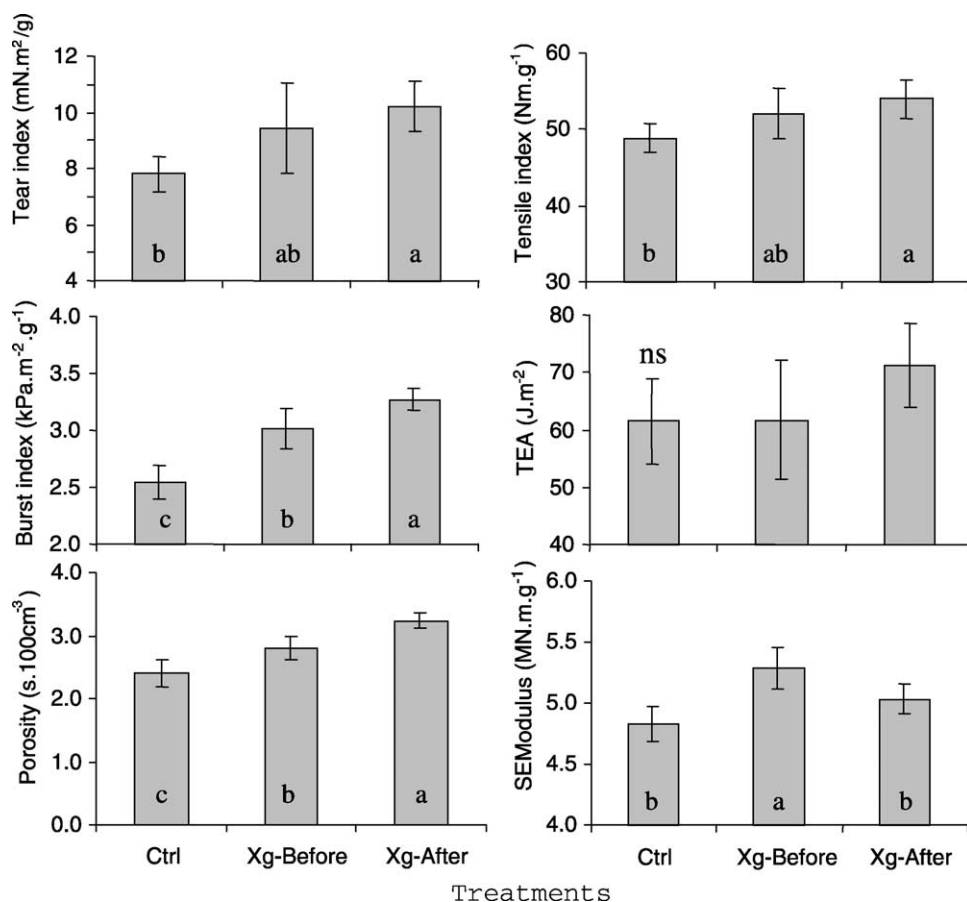 Tear index (mN.m²/g)
12
10
8
6
4
b
ab
a
Tensile index (Nm.g⁻¹)
60
50
40
30
b
ab
a
Burst index (kPa.m⁻².g⁻¹)
4.0
3.5
3.0
2.5
2.0
c
b
a
TEA (J.m⁻²)
80
70
60
50
40
ns
Porosity (s.100cm⁻³)
4.0
3.0
2.0
1.0
0.0
c
b
a
Ctrl
Xg-Before
Xg-After
SEModulus (MN.m.g⁻¹)
6.0
5.5
5.0
4.5
4.0
b
a
b
Ctrl
Xg-Before
Xg-After
Treatments